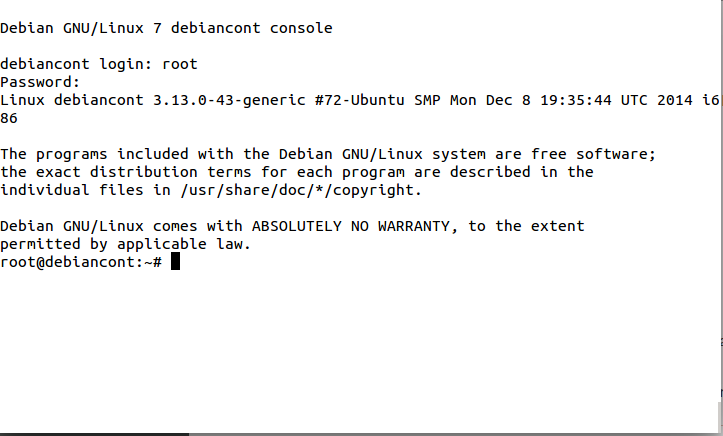 Debian GNU/Linux 7 debiancont console
debiancont login: root
Password:
Linux debiancont 3.13.0-43-generic #72-Ubuntu SMP Mon Dec 8 19:35:44 UTC 2014 i6
86
The programs included with the Debian GNU/Linux system are free software;
the exact distribution terms for each program are described in the
individual files in /usr/share/doc/*/copyright.
Debian GNU/Linux comes with ABSOLUTELY NO WARRANTY, to the extent
permitted by applicable law.
root@debiancont:~#